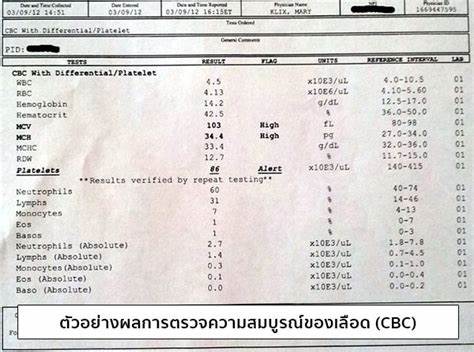 Date and Time Collected Date Entered Date and Time Reported Physician Name NPI Physician ID
03/09/12 14:51 03/09/12 03/09/12 16:15ET KLIX, MARY 1669447595
Tests Ordered
CBC With Differential/Platelet
General Comments
PID:
TESTS RESULT FLAG UNITS REFERENCE INTERVAL LAB
CBC With Differential/Platelet
WBC 4.5 x10E3/uL 4.0-10.5 01
RBC 4.13 x10E6/uL 4.10-5.60 01
Hemoglobin 14.2 g/dL 12.5-17.0 01
Hematocrit 42.5 % 36.0-50.0 01
MCV 103 High fL 80-98 01
MCH 34.4 High pg 27.0-34.0 01
MCHC 33.4 g/dL 32.0-36.0 01
RDW 12.7 % 11.7-15.0 01
Platelets 86 Alert x10E3/uL 140-415 01
**Results verified by repeat testing**
Neutrophils 60 % 40-74 01
Lymphs 31 % 14-46 01
Monocytes 7 % 4-13 01
Eos 1 % 0-7 01
Basos 1 % 0-3 01
Neutrophils (Absolute) 2.7 x10E3/uL 1.8-7.8 01
Lymphs (Absolute) 1.4 x10E3/uL 0.7-4.5 01
Monocytes(Absolute) 0.3 x10E3/uL 0.1-1.0 01
Eos (Absolute) 0.1 x10E3/uL 0.0-0.4 01
Baso (Absolute) 0.0 x10E3/uL 0.0-0.2 01
ตัวอย่างผลการตรวจความสมบูรณ์ของเลือด (CBC)